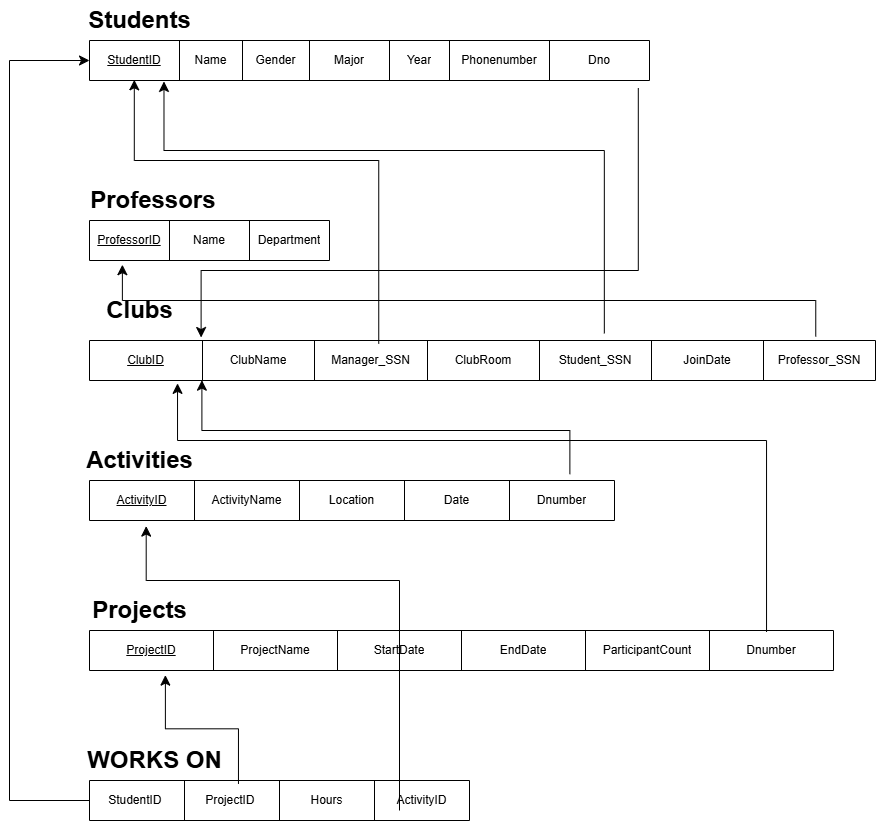 Students
StudentID Name Gender Major Year Phonenumber Dno
Professors
ProfessorID Name Department
Clubs
ClubID ClubName Manager_SSN ClubRoom Student_SSN JoinDate Professor_SSN
Activities
ActivityID ActivityName Location Date Dnumber
Projects
ProjectID ProjectName StartDate EndDate ParticipantCount Dnumber
WORKS ON
StudentID ProjectID Hours ActivityID